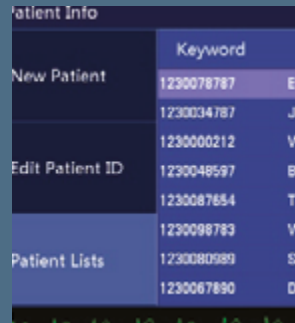 Patient Info
Keyword
New Patient
1230078787 E
1230034787 J
1230000212 V
Edit Patient ID
1230048597 B
1230087654 T
1230098783 V
Patient Lists
1230080989 S
1230067890 D